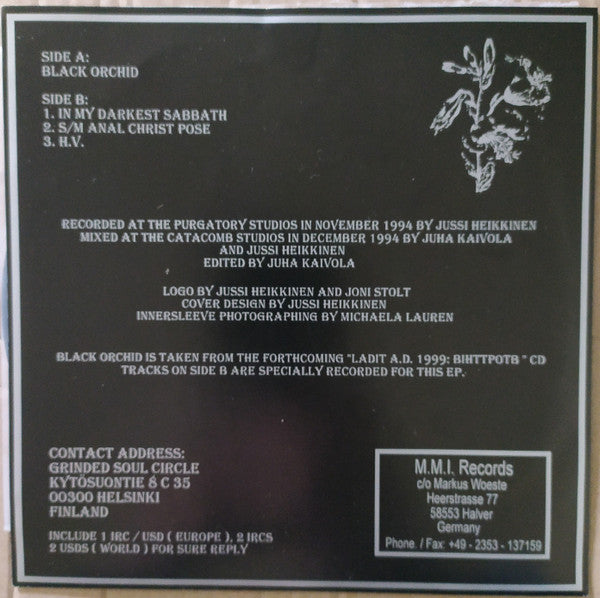 SIDE A:
BLACK ORCHID
SIDE B:
1. IN MY DARKEST SABBATH
2. S/M ANAL CHRIST POSE
3. H.V.
RECORDED AT THE PURGATORY STUDIOS IN NOVEMBER 1994 BY JUSSI HEIKKINEN
MIXED AT THE CATACOMB STUDIOS IN DECEMBER 1994 BY JUHA KAIVOLA
AND JUSSI HEIKKINEN
EDITED BY JUHA KAIVOLA
LOGO BY JUSSI HEIKKINEN AND JONI STOLT
COVER DESIGN BY JUSSI HEIKKINEN
INNERSLEEVE PHOTOGRAPHING BY MICHAELA LAUREN
BLACK ORCHID IS TAKEN FROM THE FORTHCOMING "LADIT A.D. 1999: BIHTTPOTB " CD
TRACKS ON SIDE B ARE SPECIALLY RECORDED FOR THIS EP.
CONTACT ADDRESS:
GRINDED SOUL CIRCLE
KYTÖSUONTIE 8 C 35
00300 HELSINKI
FINLAND
INCLUDE 1 IRC / USD ( EUROPE ), 2 IRCS
2 USDS ( WORLD ) FOR SURE REPLY
M.M.I. Records
c/o Markus Woeste
Heerstrasse 77
58553 Halver
Germany
Phone. / Fax: +49 - 2353 - 137159